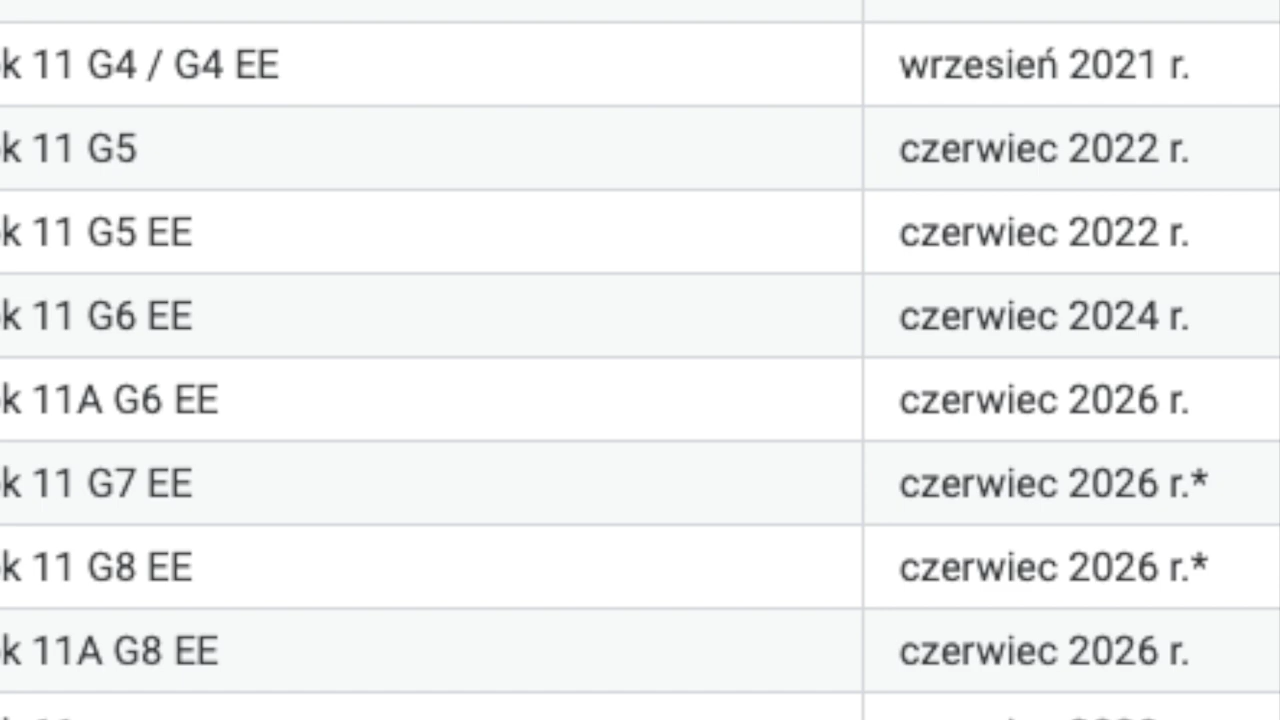 k 11 G4 / G4 EE wrzesień 2021 r.
k 11 G5 czerwiec 2022 r.
k 11 G5 EE czerwiec 2022 r.
k 11 G6 EE czerwiec 2024 r.
k 11A G6 EE czerwiec 2026 r.
k 11 G7 EE czerwiec 2026 r.*
k 11 G8 EE czerwiec 2026 r.*
k 11A G8 EE czerwiec 2026 r.